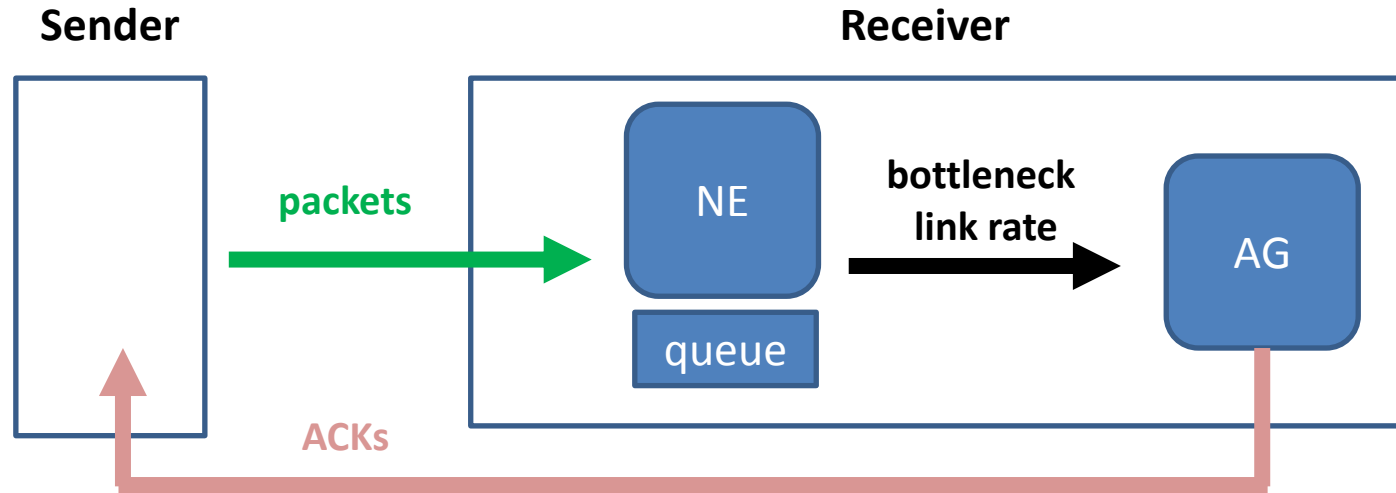 Sender
Receiver
packets
NE
queue
bottleneck
link rate
AG
ACKs